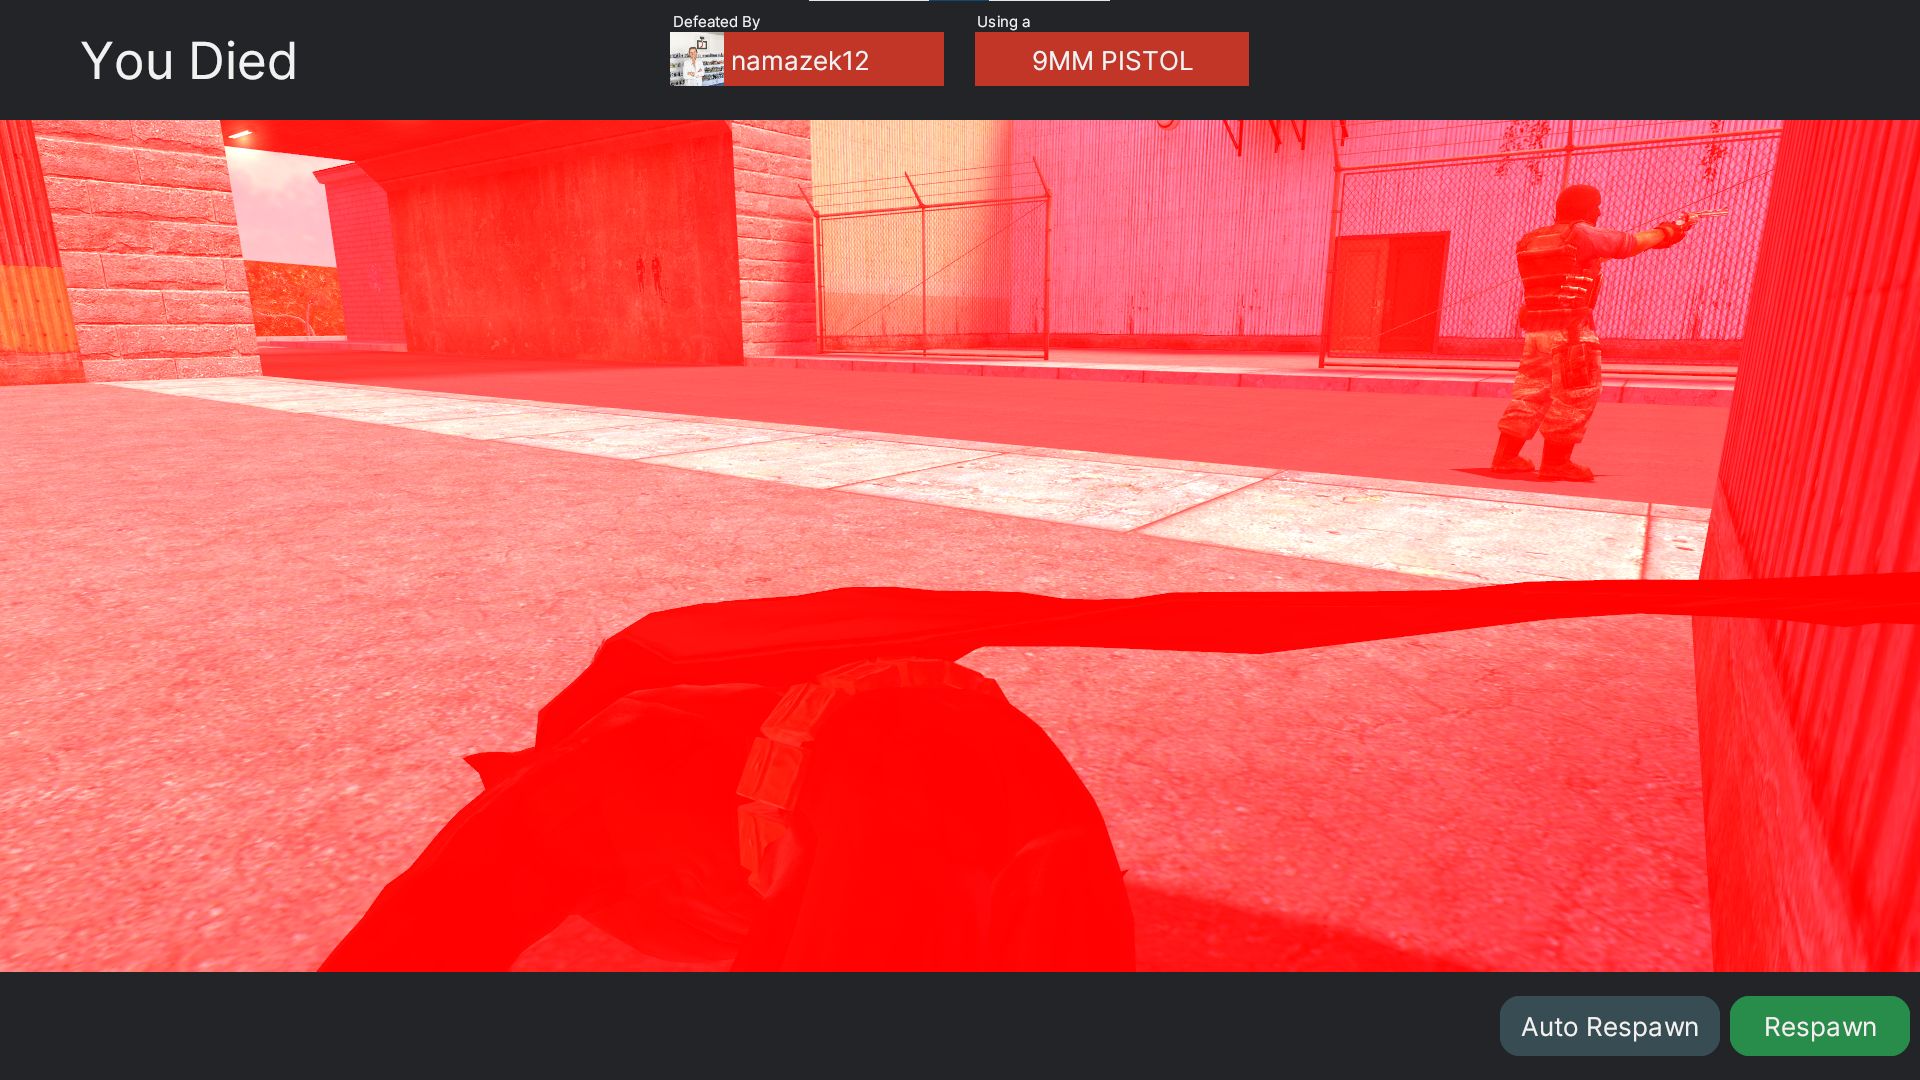 You Died
Defeated By
namazek12
Using a
9MM PISTOL
Auto Respawn
Respawn